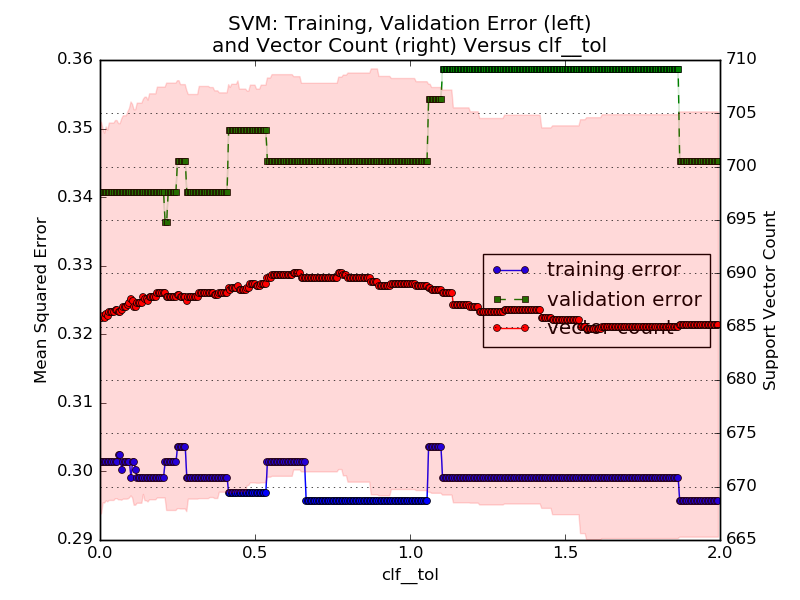 SVM: Training, Validation Error (left)
and Vector Count (right) Versus clf__tol
Mean Squared Error
0.36
0.35
0.34
0.33
0.32
0.31
0.30
0.29
training error
validation error
vector count
710
705
700
695
690
685
680
675
670
665
Support Vector Count
0.0
0.5
1.0
1.5
2.0
clf__tol